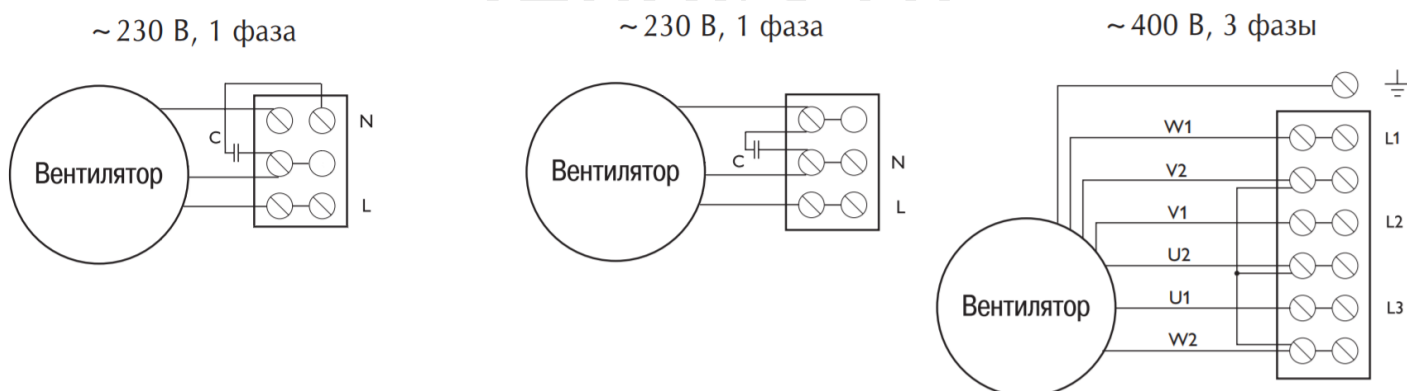 ~ 230 В, 1 фаза
Вентилятор
C
N
L
~ 230 В, 1 фаза
Вентилятор
C
N
L
~ 400 В, 3 фазы
W1
L1
V2
V1
L2
U2
Вентилятор
U1
L3
W2